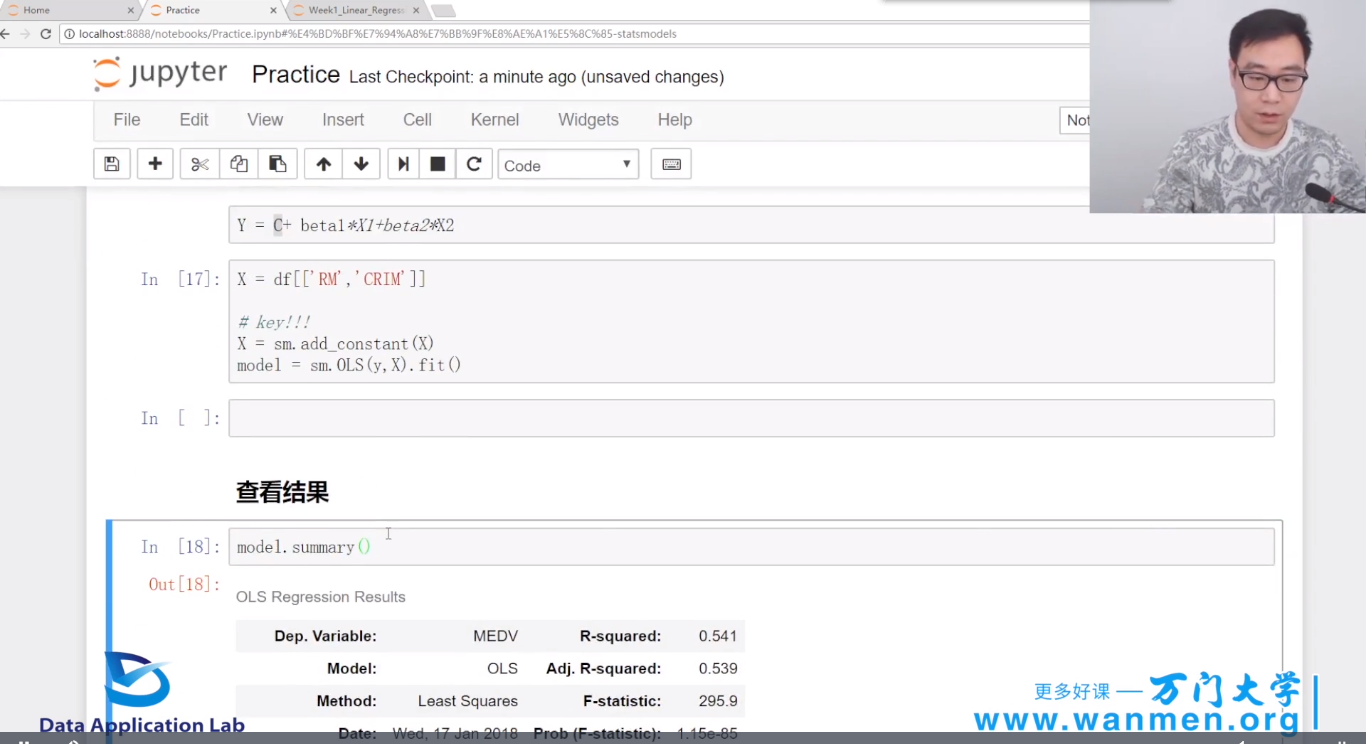 Home
Practice
Week1_Linear_Regress
localhost:8888/notebooks/Practice.ipynb#%E4%BD%BF%E7%94%A8%E7%BB%9F%E8%AE%A1%E5%8C%85-statsmodels
jupyter Practice Last Checkpoint: a minute ago (unsaved changes)
File Edit View Insert Cell Kernel Widgets Help Not
Code
Y = C+ beta1*X1+beta2*X2
In [17]: X = df[['RM','CRIM']]
# key!!!
X = sm.add_constant(X)
model = sm.OLS(y,X).fit()
In [ ]:
查看结果
In [18]: model.summary()
Out[18]:
OLS Regression Results
Dep. Variable: MEDV R-squared: 0.541
Model: OLS Adj. R-squared: 0.539
Method: Least Squares F-statistic: 295.9
Date: Wed, 17 Jan 2018 Prob (F-statistic): 1.15e-85
Data Application Lab
更多好课 — 万门大学
www.wanmen.org